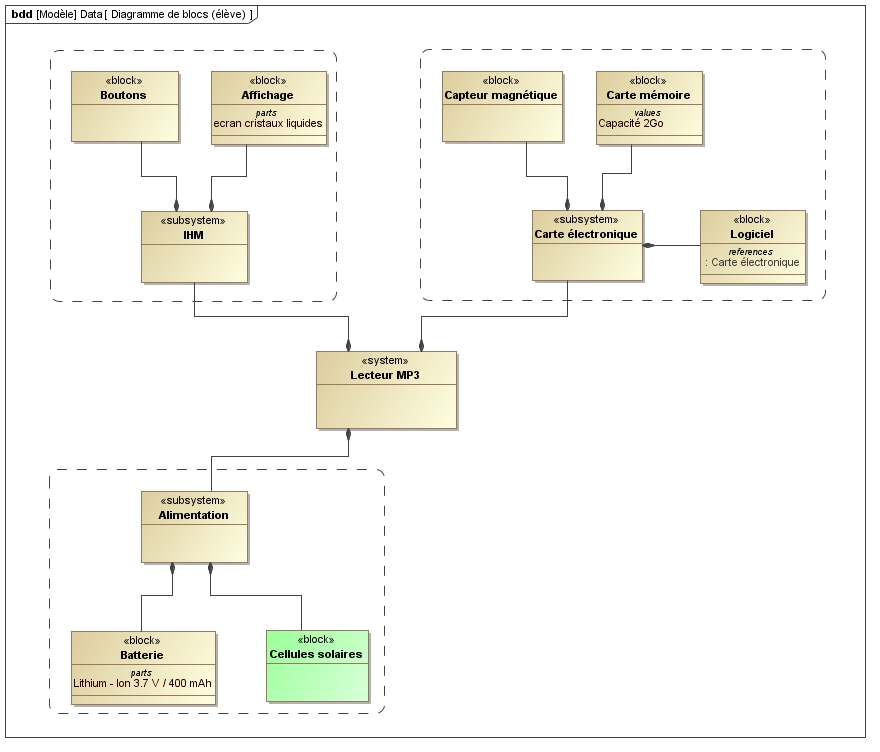 bdd [Modèle] Data [ Diagramme de blocs (élève) ]
«block»
Boutons
«block»
Affichage
parts
ecran cristaux liquides
«subsystem»
IHM
«block»
Capteur magnétique
«block»
Carte mémoire
values
Capacité 2Go
«subsystem»
Carte électronique
«block»
Logiciel
references
: Carte électronique
«system»
Lecteur MP3
«subsystem»
Alimentation
«block»
Batterie
parts
Lithium - Ion 3.7 V / 400 mAh
«block»
Cellules solaires